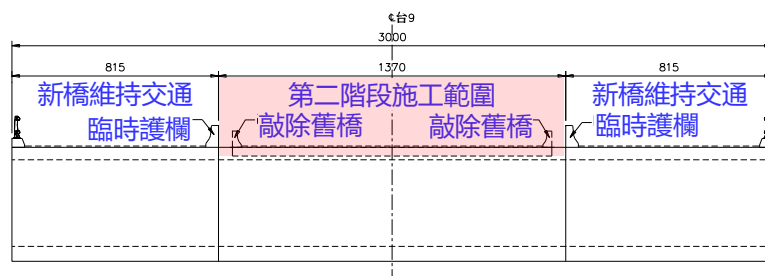 ℄台9
3000
815 1370 815
新橋維持交通 第二階段施工範圍 新橋維持交通
臨時護欄 敲除舊橋 敲除舊橋 臨時護欄